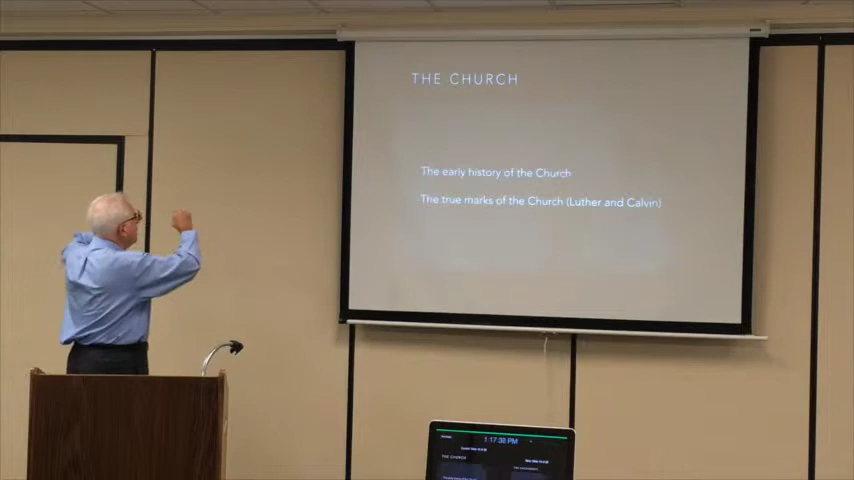 THE CHURCH
The early history of the Church
The true marks of the Church (Luther and Calvin)
1:17:38 PM
THE CHURCH